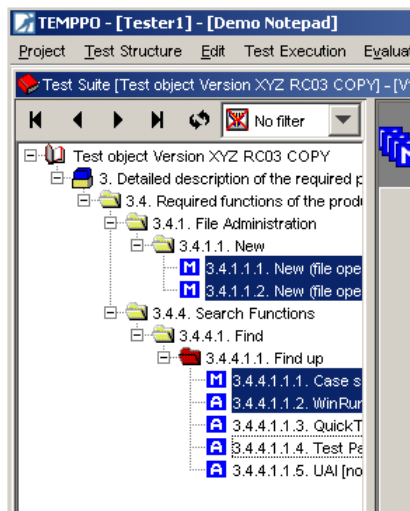 TEMPPO - [Tester1] - [Demo Notepad]
Project Test Structure Edit Test Execution Evaluat
Test Suite [Test object Version XYZ RC03 COPY] - [V
No filter
Test object Version XYZ RC03 COPY
3. Detailed description of the required p
3.4. Required functions of the produ
3.4.1. File Administration
3.4.1.1. New
M 3.4.1.1.1. New (file ope
M 3.4.1.1.2. New (file ope
3.4.4. Search Functions
3.4.4.1. Find
3.4.4.1.1. Find up
M 3.4.4.1.1.1. Case s
A 3.4.4.1.1.2. WinRun
A 3.4.4.1.1.3. QuickT
A 3.4.4.1.1.4. Test Pa
A 3.4.4.1.1.5. UAI [no